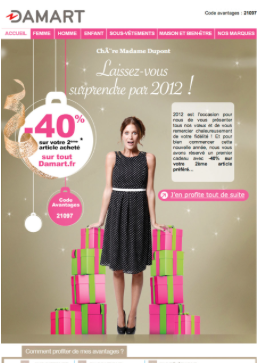 DAMART
Code avantages : 21097
ACCUEIL FEMME HOMME ENFANT SOUS-VÊTEMENTS MAISON ET BIEN-ÊTRE NOS MARQUES
ChÃ¨re Madame Dupont
Laissez-vous
surprendre par 2012 !
-40%
sur votre 2ème
article acheté
sur tout
Damart.fr
Code
Avantages
21097
2012 est l'occasion pour
nous de vous présenter
tous nos vœux et de vous
remercier chaleureusement
de votre fidélité ! Et pour
bien commencer cette
nouvelle année, nous vous
avons réservé un premier
cadeau avec -40% sur
votre 2ème article
préféré...
J'en profite tout de suite
Comment profiter de mes avantages ?